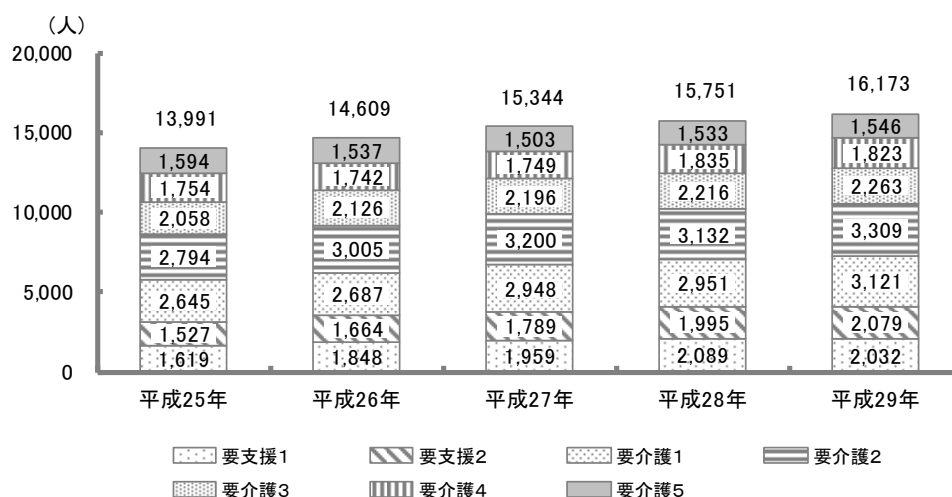 (人)
20,000
15,000
10,000
5,000
0
13,991 14,609 15,344 15,751 16,173
1,594 1,537 1,503 1,533 1,546
1,754 1,742 1,749 1,835 1,823
2,058 2,126 2,196 2,216 2,263
2,794 3,005 3,200 3,132 3,309
2,645 2,687 2,948 2,951 3,121
1,527 1,664 1,789 1,995 2,079
1,619 1,848 1,959 2,089 2,032
平成25年 平成26年 平成27年 平成28年 平成29年
要支援1 要支援2 要介護1 要介護2
要介護3 要介護4 要介護5